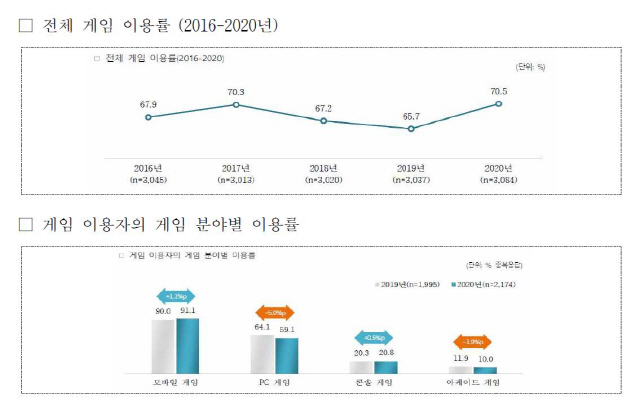 □ 전체 게임 이용률 (2016-2020년)
□ 전체 게임 이용률(2016-2020)
(단위: %)
67.9 70.3 67.2 65.7 70.5
2016년 2017년 2018년 2019년 2020년
(n=3,045) (n=3,013) (n=3,020) (n=3,037) (n=3,084)
□ 게임 이용자의 게임 분야별 이용률
□ 게임 이용자의 게임 분야별 이용률
(단위: %, 중복응답)
2019년(n=1,995) 2020년(n=2,174)
+1.1%p -5.0%p +0.5%p -1.9%p
90.0 91.1 64.1 59.1 20.3 20.8 11.9 10.0
모바일 게임 PC 게임 콘솔 게임 아케이드 게임